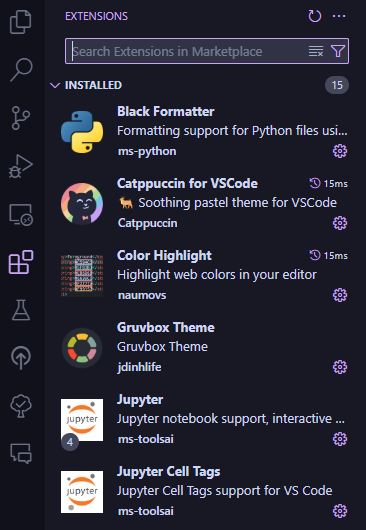 EXTENSIONS
Search Extensions in Marketplace
INSTALLED 15
Black Formatter
Formatting support for Python files usi...
ms-python
Catppuccin for VSCode 15ms
Soothing pastel theme for VSCode
Catppuccin
Color Highlight 15ms
Highlight web colors in your editor
naumovs
Gruvbox Theme
Gruvbox Theme
jdinhlife
Jupyter
Jupyter notebook support, interactive ...
jupyter
4
ms-toolsai
Jupyter Cell Tags
Jupyter Cell Tags support for VS Code
jupyter
ms-toolsai